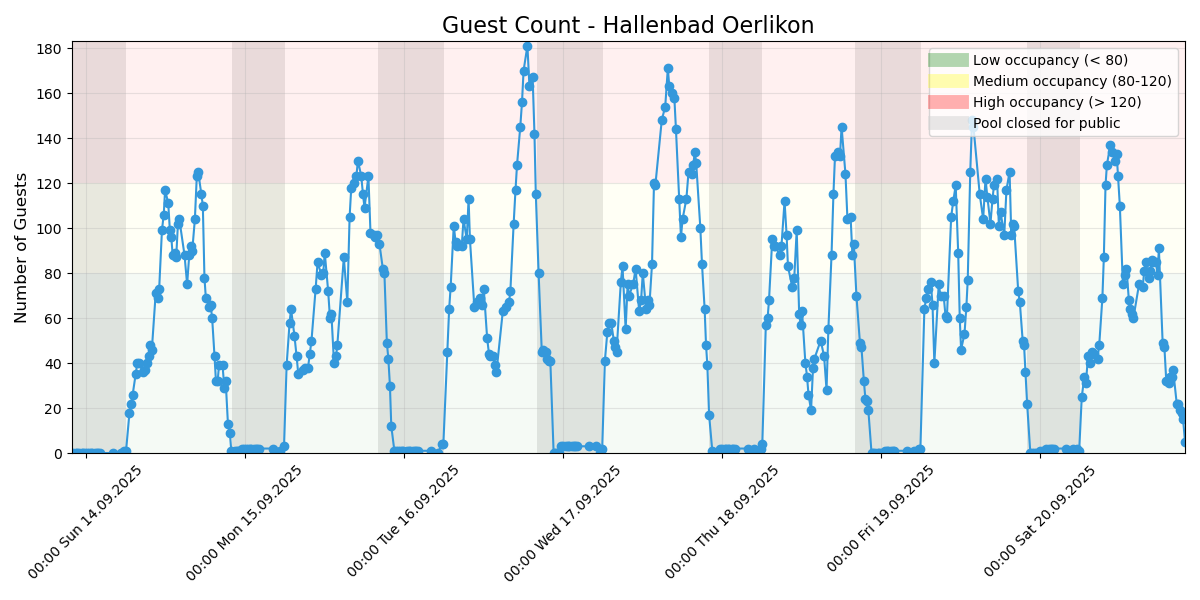 Guest Count - Hallenbad Oerlikon
Number of Guests
180
160
140
120
100
80
60
40
20
0
Low occupancy (< 80)
Medium occupancy (80-120)
High occupancy (> 120)
Pool closed for public
00:00 Sun 14.09.2025
00:00 Mon 15.09.2025
00:00 Tue 16.09.2025
00:00 Wed 17.09.2025
00:00 Thu 18.09.2025
00:00 Fri 19.09.2025
00:00 Sat 20.09.2025